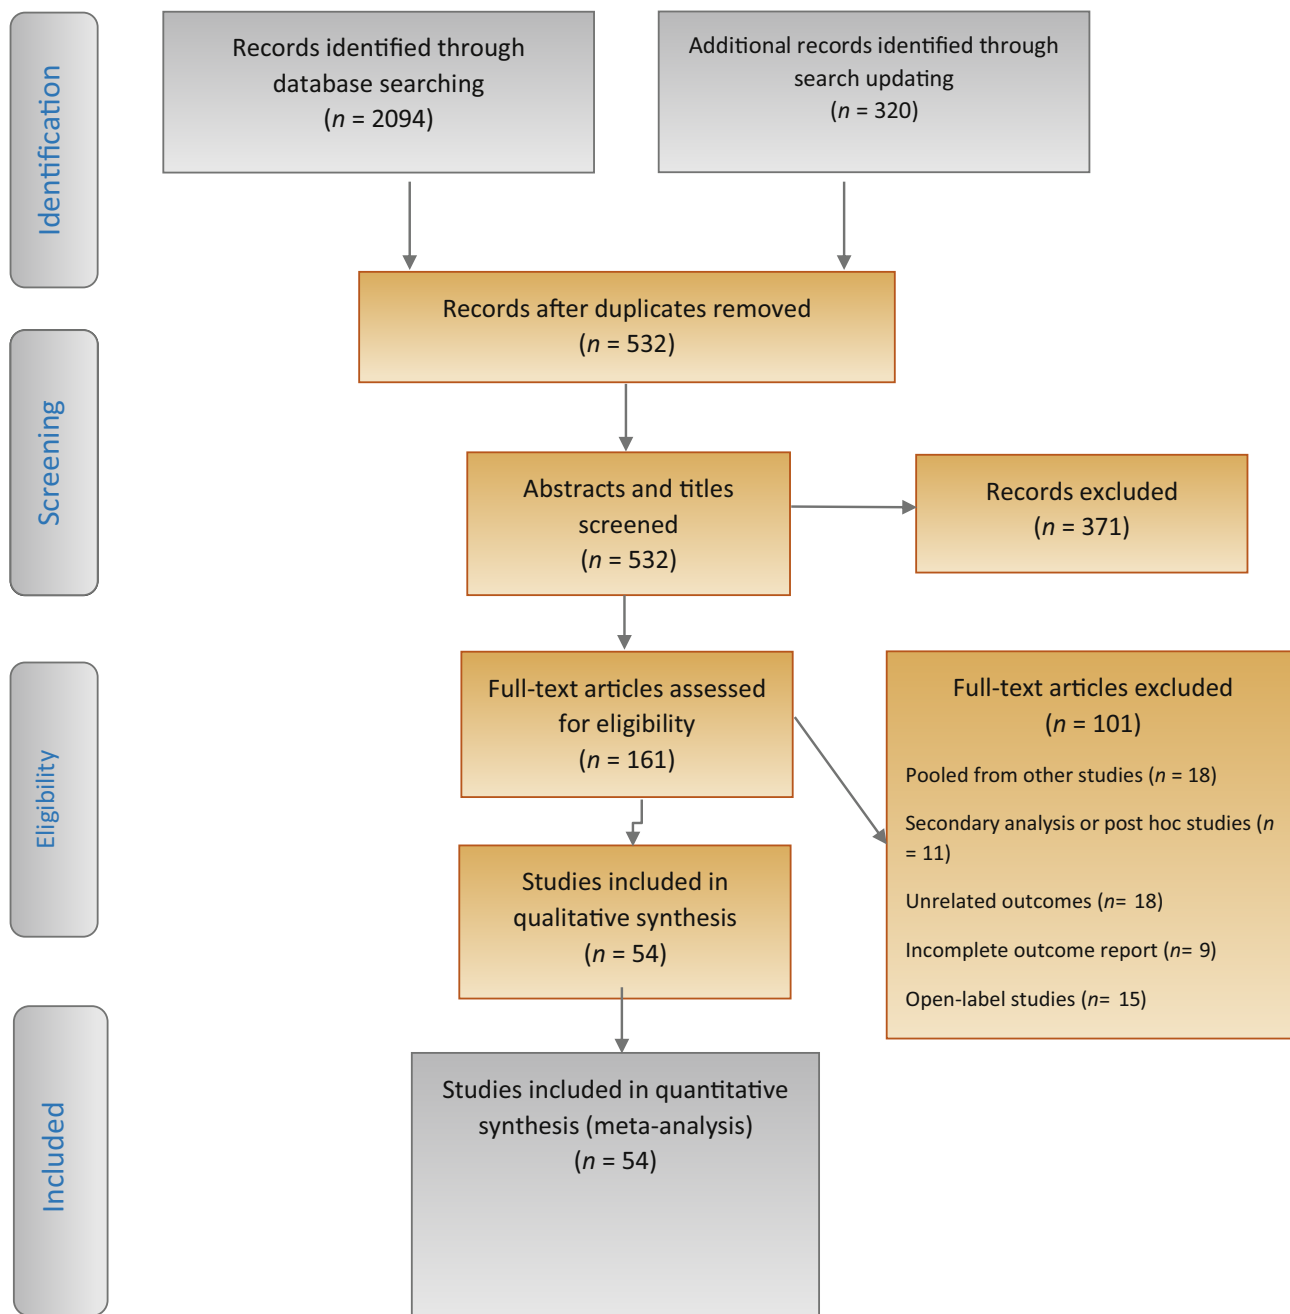 Identification
Records identified through
database searching
(n = 2094)
Additional records identified through
search updating
(n = 320)
Records after duplicates removed
(n = 532)
Screening
Abstracts and titles
screened
(n = 532)
Records excluded
(n = 371)
Eligibility
Full-text articles assessed
for eligibility
(n = 161)
Full-text articles excluded
(n = 101)
Pooled from other studies (n = 18)
Secondary analysis or post hoc studies (n
= 11)
Unrelated outcomes (n= 18)
Incomplete outcome report (n= 9)
Open-label studies (n= 15)
Studies included in
qualitative synthesis
(n = 54)
Included
Studies included in quantitative
synthesis (meta-analysis)
(n = 54)